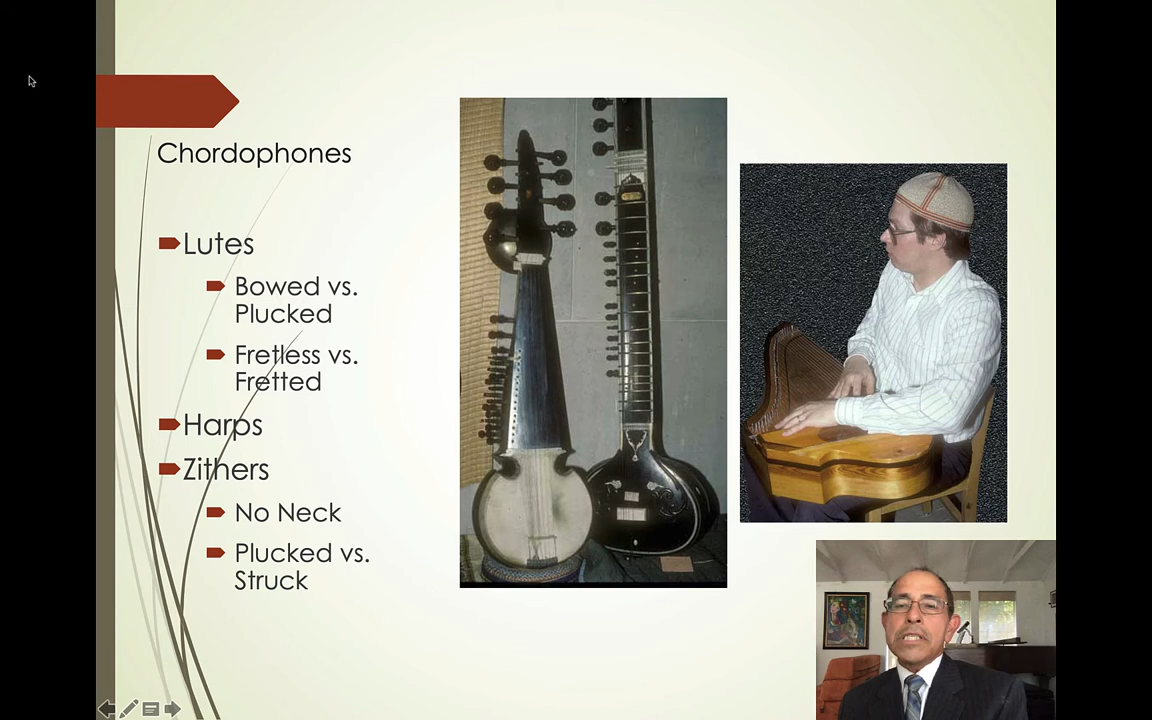 Chordophones
Lutes
Bowed vs.
Plucked
Fretless vs.
Fretted
Harps
Zithers
No Neck
Plucked vs.
Struck